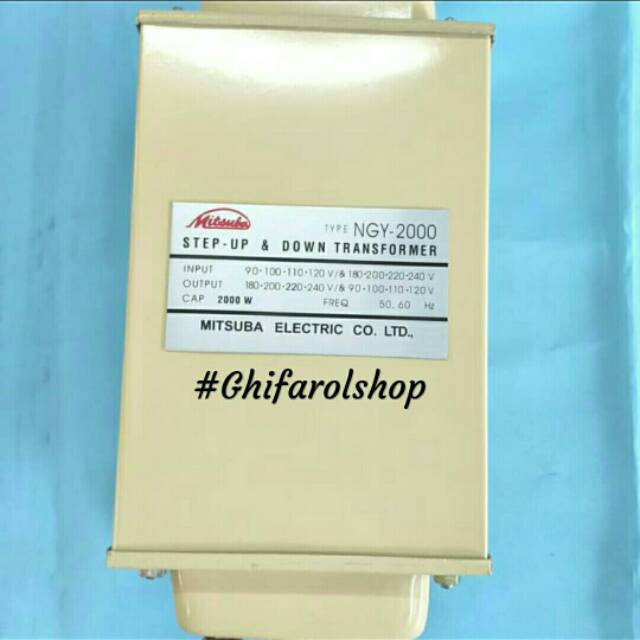 Mitsuba
TYPE NGY-2000
STEP-UP & DOWN TRANSFORMER
INPUT 90·100·110·120 V/& 180·200·220·240 V
OUTPUT 180·200·220·240 V/& 90·100·110·120 V
CAP 2000 W FREQ 50, 60 Hz
MITSUBA ELECTRIC CO. LTD.,
#Ghifarolshop